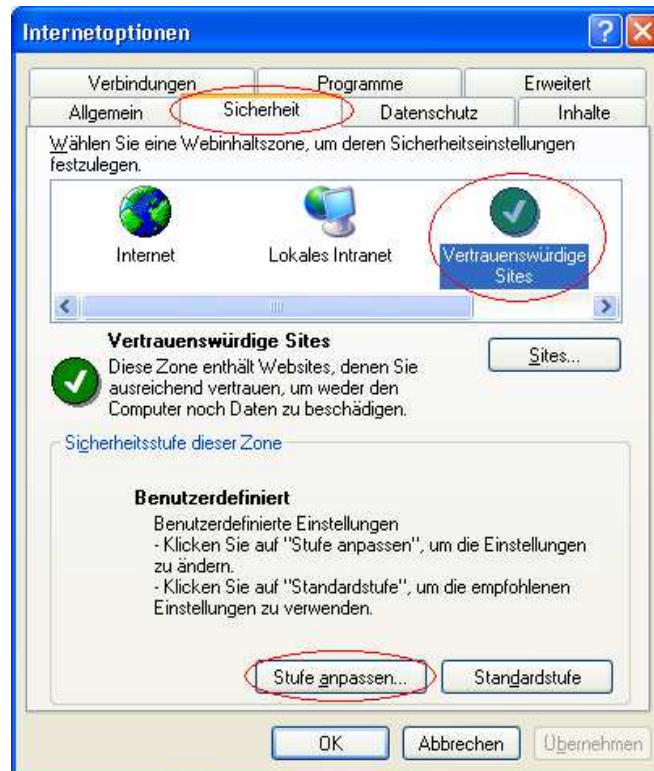 Internetoptionen
Verbindungen Programme Erweitert
Allgemein Sicherheit Datenschutz Inhalte
Wählen Sie eine Webinhaltszone, um deren Sicherheitseinstellungen
festzulegen.
Internet Lokales Intranet Vertrauenswürdige
Sites
Vertrauenswürdige Sites
Sites...
Diese Zone enthält Websites, denen Sie
ausreichend vertrauen, um weder den
Computer noch Daten zu beschädigen.
Sicherheitsstufe dieser Zone
Benutzerdefiniert
Benutzerdefinierte Einstellungen
- Klicken Sie auf "Stufe anpassen", um die Einstellungen
zu ändern.
- Klicken Sie auf "Standardstufe", um die empfohlenen
Einstellungen zu verwenden.
Stufe anpassen... Standardstufe
OK Abbrechen Übernehmen